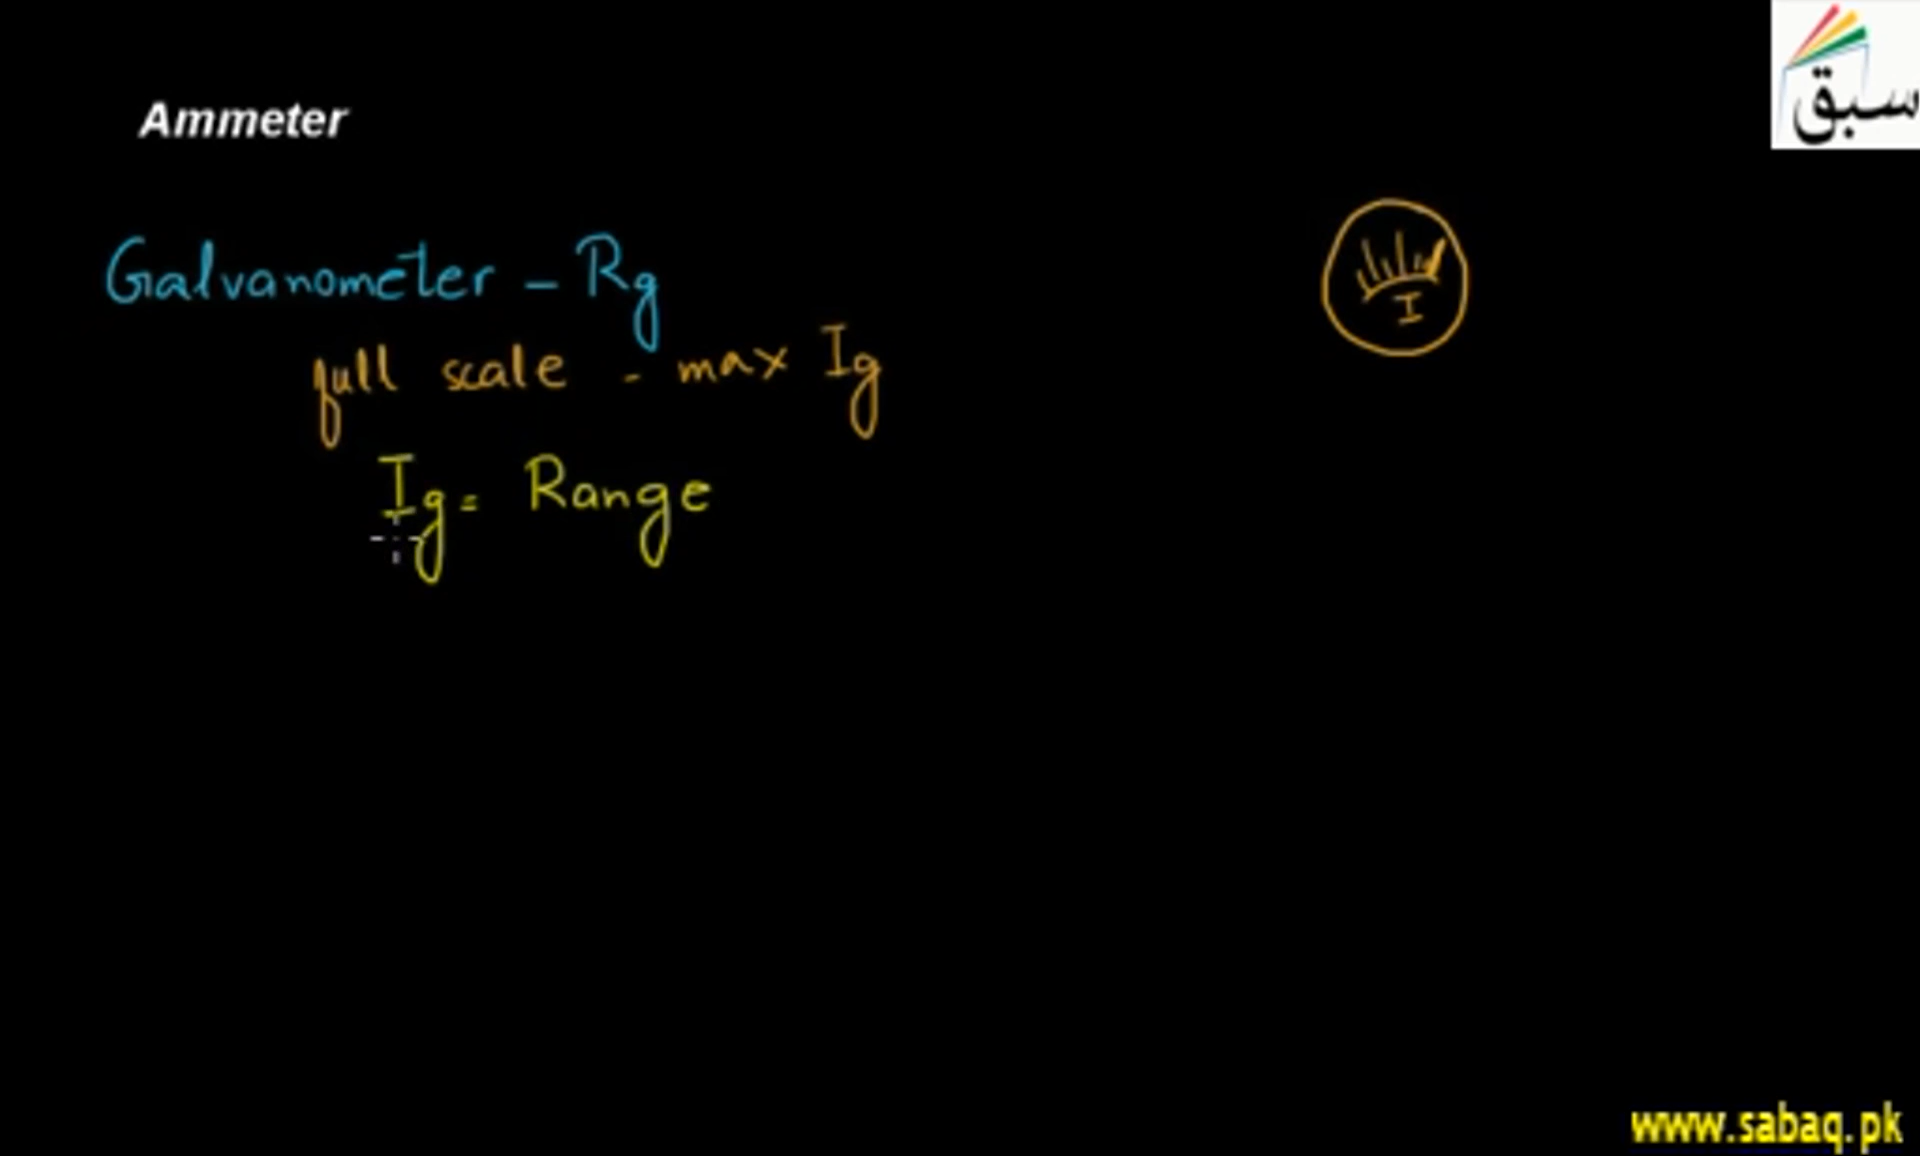 سبق
Ammeter
Galvanometer - Rg
I
full scale - max Ig
Ig = Range
www.sabaq.pk